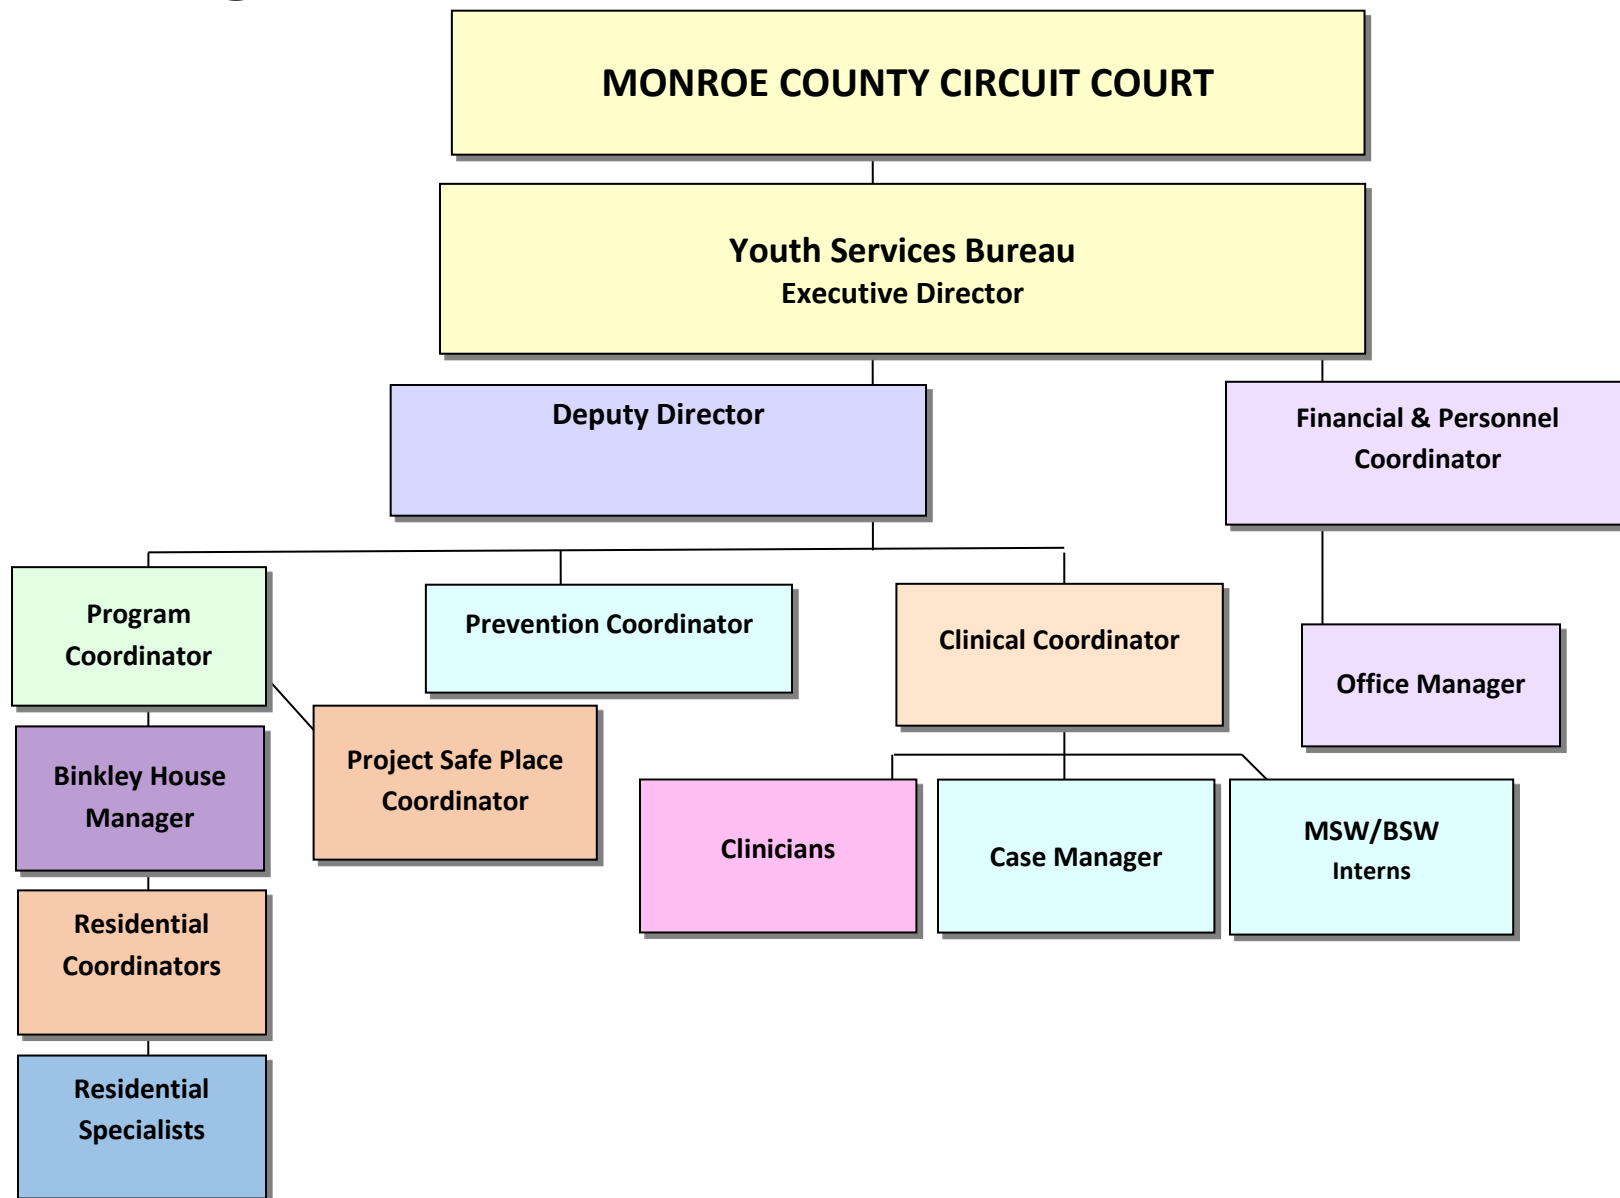 MONROE COUNTY CIRCUIT COURT
Youth Services Bureau
Executive Director
Deputy Director
Financial & Personnel
Coordinator
Program
Coordinator
Prevention Coordinator
Clinical Coordinator
Office Manager
Binkley House
Manager
Project Safe Place
Coordinator
Clinicians
Case Manager
MSW/BSW
Interns
Residential
Coordinators
Residential
Specialists